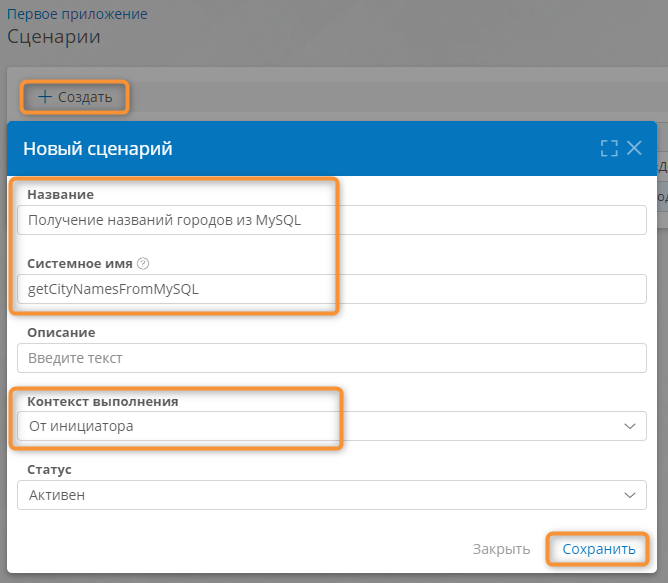 Первое приложение
Сценарии
Создать
Новый сценарий
Название
Получение названий городов из MySQL
Системное имя
getCityNamesFromMySQL
Описание
Введите текст
Контекст выполнения
От инициатора
Статус
Активен
Закрыть Сохранить